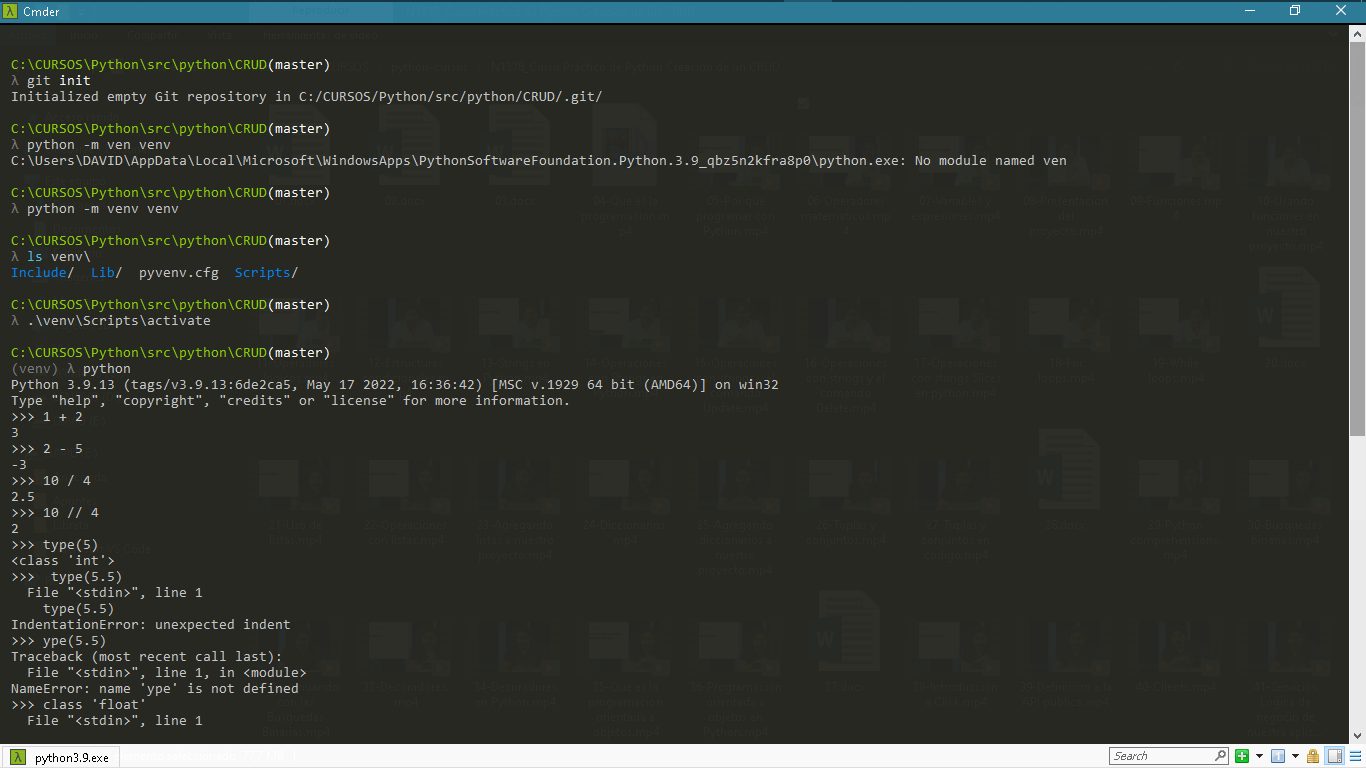 Cmder
C:\CURSOS\Python\src\python\CRUD(master)
λ git init
Initialized empty Git repository in C:/CURSOS/Python/src/python/CRUD/.git/
C:\CURSOS\Python\src\python\CRUD(master)
λ python -m ven venv
C:\Users\DAVID\AppData\Local\Microsoft\WindowsApps\PythonSoftwareFoundation.Python.3.9_qbz5n2kfra8p0\python.exe: No module named ven
C:\CURSOS\Python\src\python\CRUD(master)
λ python -m venv venv
C:\CURSOS\Python\src\python\CRUD(master)
λ ls venv\
Include/  Lib/  pyvenv.cfg  Scripts/
C:\CURSOS\Python\src\python\CRUD(master)
λ .\venv\Scripts\activate
C:\CURSOS\Python\src\python\CRUD(master)
(venv) λ python
Python 3.9.13 (tags/v3.9.13:6de2ca5, May 17 2022, 16:36:42) [MSC v.1929 64 bit (AMD64)] on win32
Type "help", "copyright", "credits" or "license" for more information.
>>> 1 + 2
3
>>> 2 - 5
-3
>>> 10 / 4
2.5
>>> 10 // 4
2
>>> type(5)
<class 'int'>
>>>  type(5.5)
  File "<stdin>", line 1
    type(5.5)
IndentationError: unexpected indent
>>> ype(5.5)
Traceback (most recent call last):
  File "<stdin>", line 1, in <module>
NameError: name 'ype' is not defined
>>> class 'float'
  File "<stdin>", line 1
python3.9.exe
Search